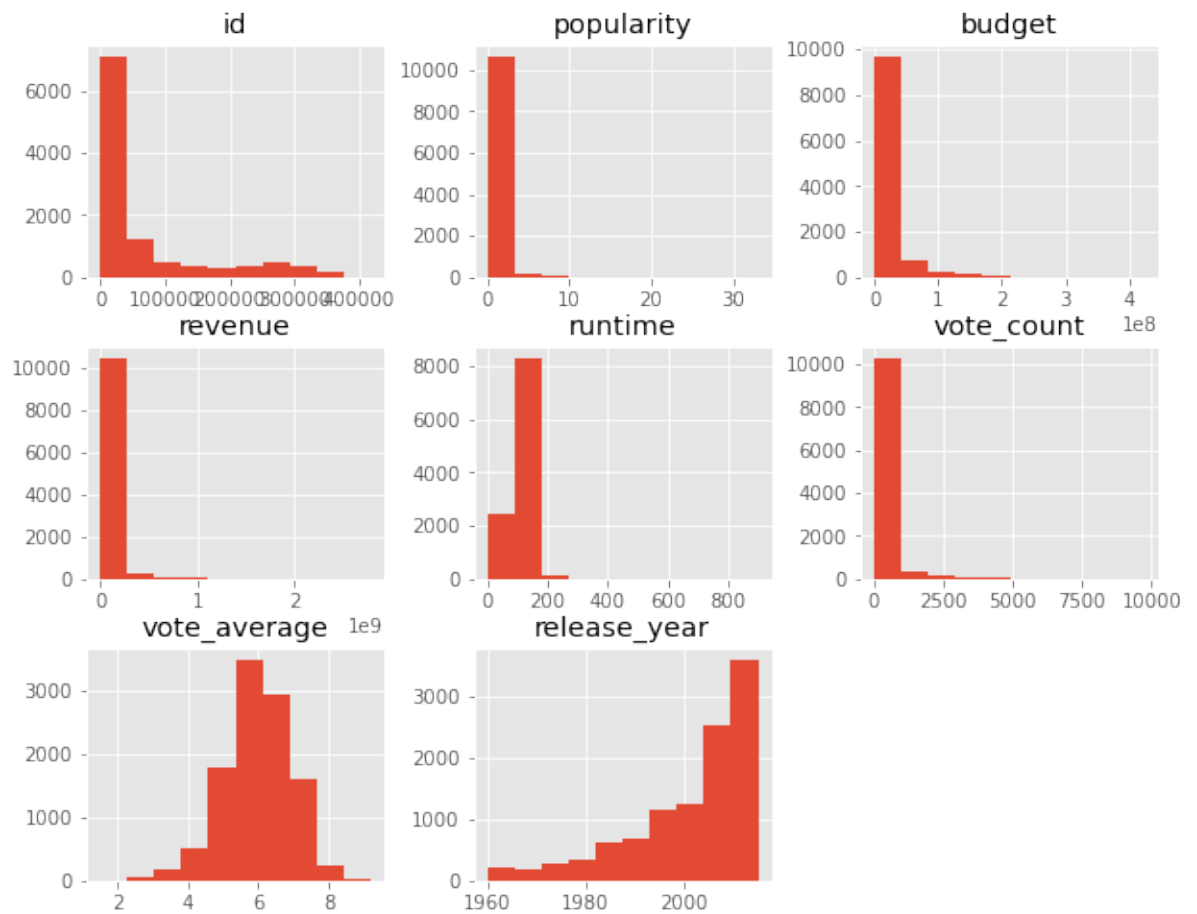 id popularity budget
6000 10000 10000
4000 8000 8000
2000 6000 6000
0 4000 4000
2000 2000
0 0
0 100000 200000 300000 400000 0 10 20 30 0 1 2 3 4
1e8
revenue runtime vote_count
10000 8000 10000
8000 6000 8000
6000 4000 6000
4000 2000 4000
2000 0 2000
0 0
0 1 2 0 200 400 600 800 0 2500 5000 7500 10000
1e9
vote_average release_year
3000 3000
2000 2000
1000 1000
0 0
2 4 6 8 1960 1980 2000